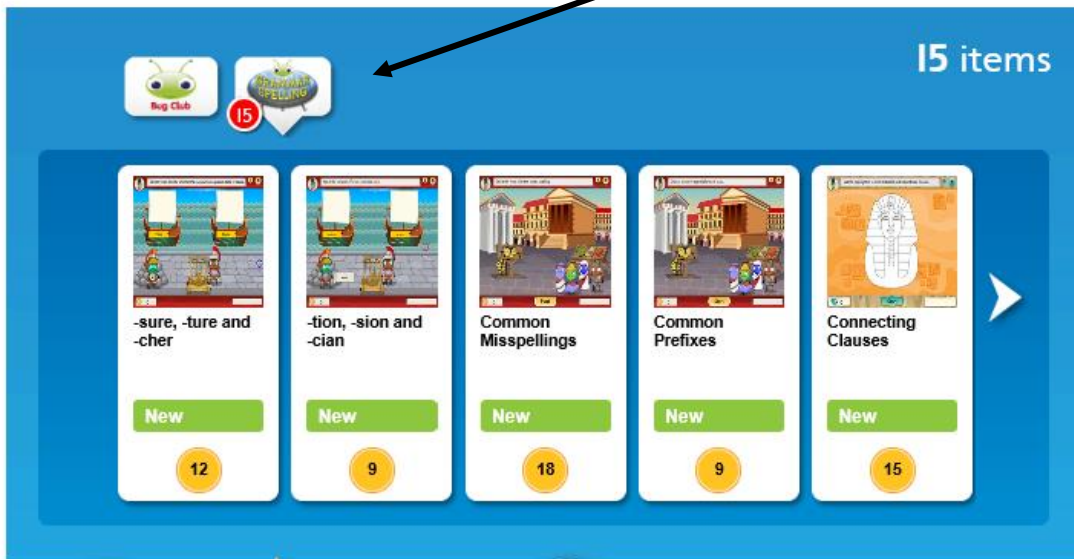 15 items
Bug Club
GRAMMAR
SPELLING
15
-sure, -ture and
-cher
New
12
-tion, -sion and
-cian
New
9
Common
Misspellings
New
18
Common
Prefixes
New
9
Connecting
Clauses
New
15